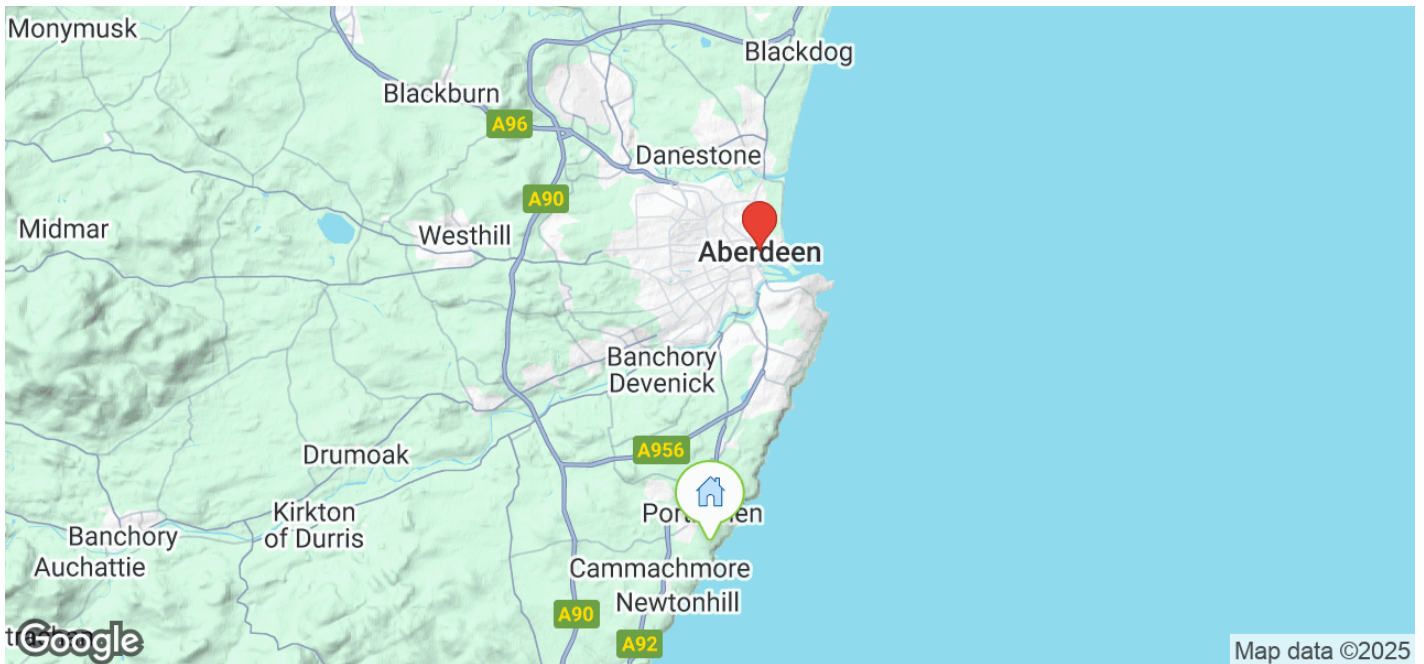 Monymusk
Blackdog
Blackburn
A96
Danestone
A90
Midmar
Westhill
Aberdeen
Banchory
Devenick
Drumoak
A956
Kirkton
of Durris
Banchory
Auchattie
Cammachmore
Newtonhill
A90
A92
Google
Map data ©2025